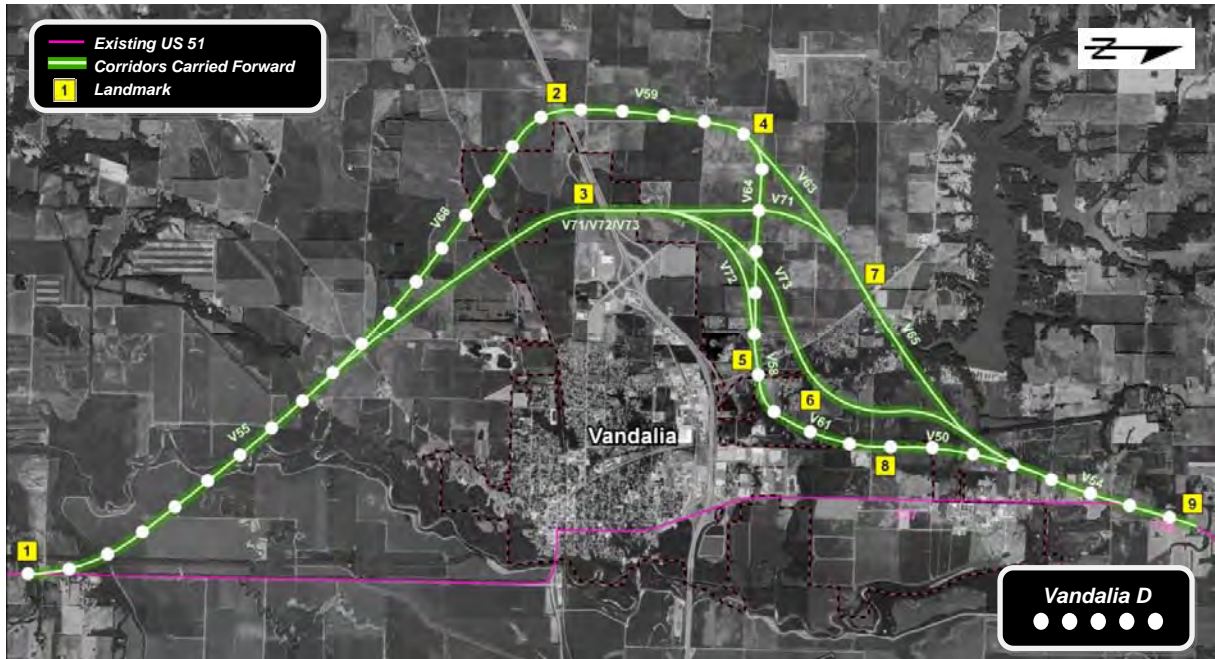 Existing US 51
Corridors Carried Forward
1 Landmark
N
2
V59
4
V63
3
V64
V71
V68
V71/V72/V73
7
V72
V73
V65
5
V58
6
V55
Vandalia
V61
V50
8
V54
9
1
Vandalia D